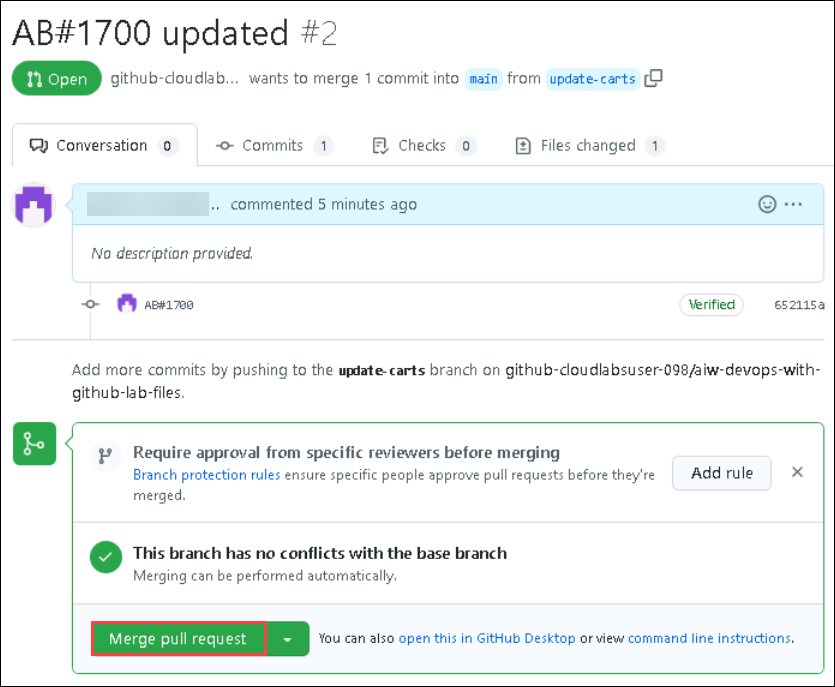 AB#1700 updated #2
Open github-cloudlab... wants to merge 1 commit into main from update-carts
Conversation 0 Commits 1 Checks 0 Files changed 1
.. commented 5 minutes ago
No description provided.
AB#1700 Verified 652115a
Add more commits by pushing to the update-carts branch on github-cloudlabsuser-098/aiw-devops-with-
github-lab-files.
Require approval from specific reviewers before merging
Branch protection rules ensure specific people approve pull requests before they're
merged.
Add rule
This branch has no conflicts with the base branch
Merging can be performed automatically.
Merge pull request You can also open this in GitHub Desktop or view command line instructions.